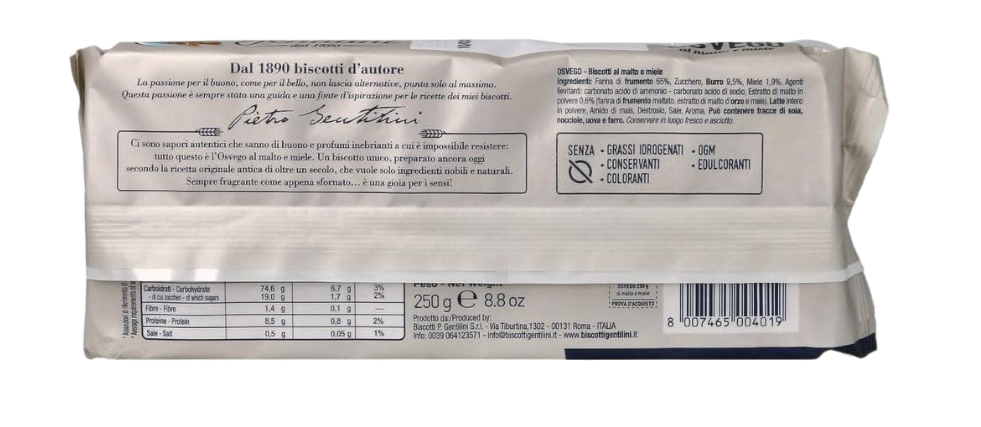 dal 1890
OSVEGO
al malto e miele
Dal 1890 biscotti d'autore
La passione per il buono, come per il bello, non lascia alternative, punta solo al massimo.
Questa passione è sempre stata una guida e una fonte d'ispirazione per le ricette dei miei biscotti.
Pietro Gentilini
Ci sono sapori autentici che sanno di buono e profumi inebrianti a cui è impossibile resistere:
tutto questo è l'Osvego al malto e miele. Un biscotto unico, preparato ancora oggi
secondo la ricetta originale antica di oltre un secolo, che vuole solo ingredienti nobili e naturali.
Sempre fragrante come appena sfornato... è una gioia per i sensi!
OSVEGO - Biscotti al malto e miele
Ingredienti: Farina di frumento 65%, Zucchero, Burro 9,5%, Miele 1,9%, Agenti
lievitanti: carbonato acido di ammonio - carbonato acido di sodio, Estratto di malto in
polvere 0,6% (farina di frumento maltato, estratto di malto d'orzo e mais), Latte intero
in polvere, Amido di mais, Destrosio, Sale, Aroma. Può contenere tracce di soia,
nocciole, uova e farro. Conservare in luogo fresco e asciutto.
SENZA • GRASSI IDROGENATI • OGM
• CONSERVANTI • EDULCORANTI
• COLORANTI
Carboidrati - Carbohydrate 74,6 g 6,7 g 3%
- di cui zuccheri - of which sugars 19,0 g 1,7 g 2%
Fibre - Fibre 1,4 g 0,1 g ---
Proteine - Protein 8,5 g 0,8 g 2%
Sale - Salt 0,5 g 0,05 g 1%
Peso - Net Weight
250 g e 8.8 oz
Prodotto da:/Produced by:
Biscotti P. Gentilini S.r.l. - Via Tiburtina, 1302 - 00131 Roma - ITALIA
Info: 0039 064123571 - info@biscottigentilini.it - www.biscottigentilini.it
OSVEGO 250 g
al malto e miele
PROVA D'ACQUISTO
8 007465 004019